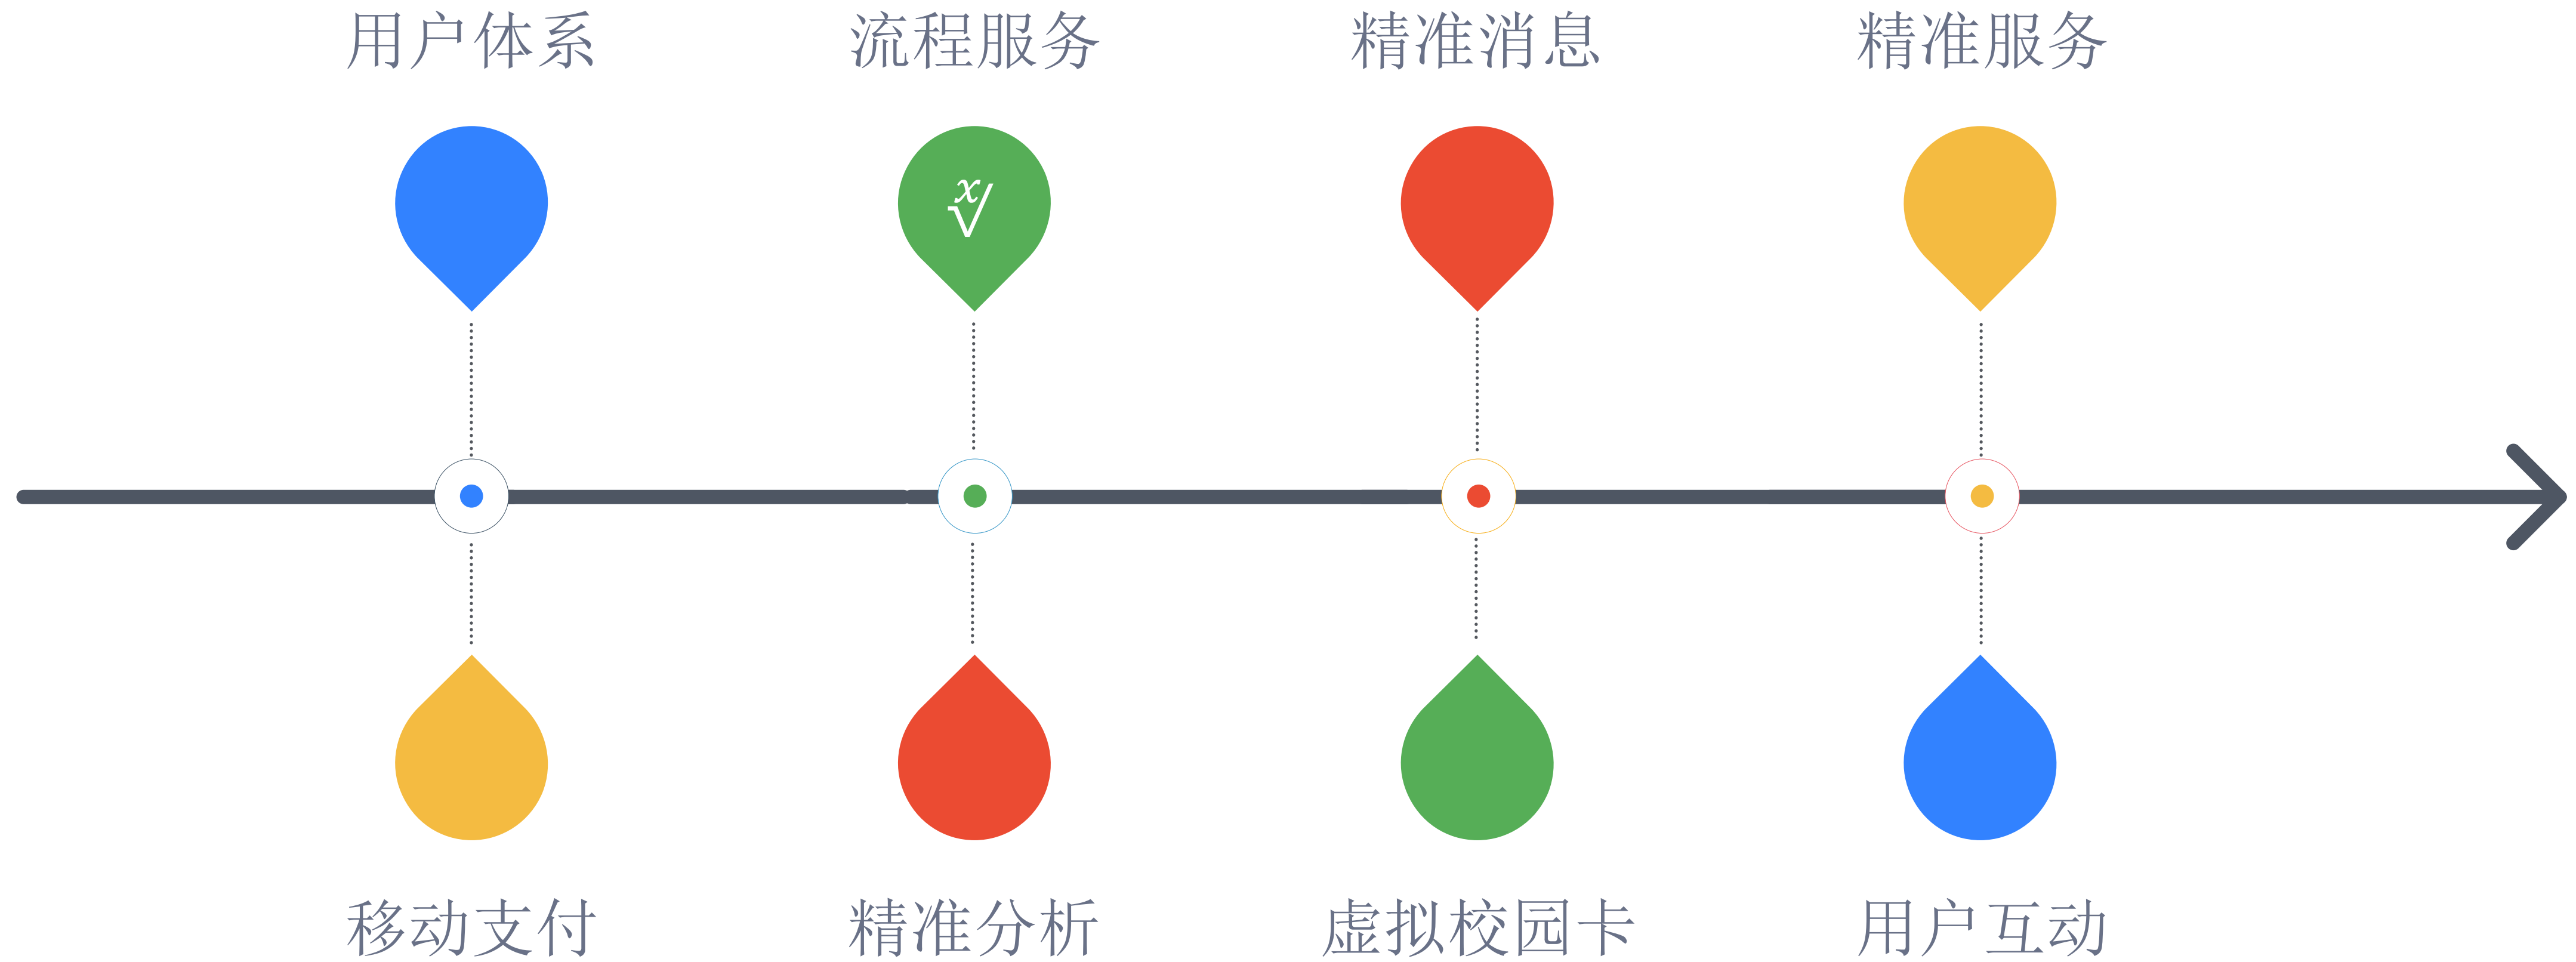 用户体系
流程服务
精准消息
精准服务
x√
移动支付
精准分析
虚拟校园卡
用户互动